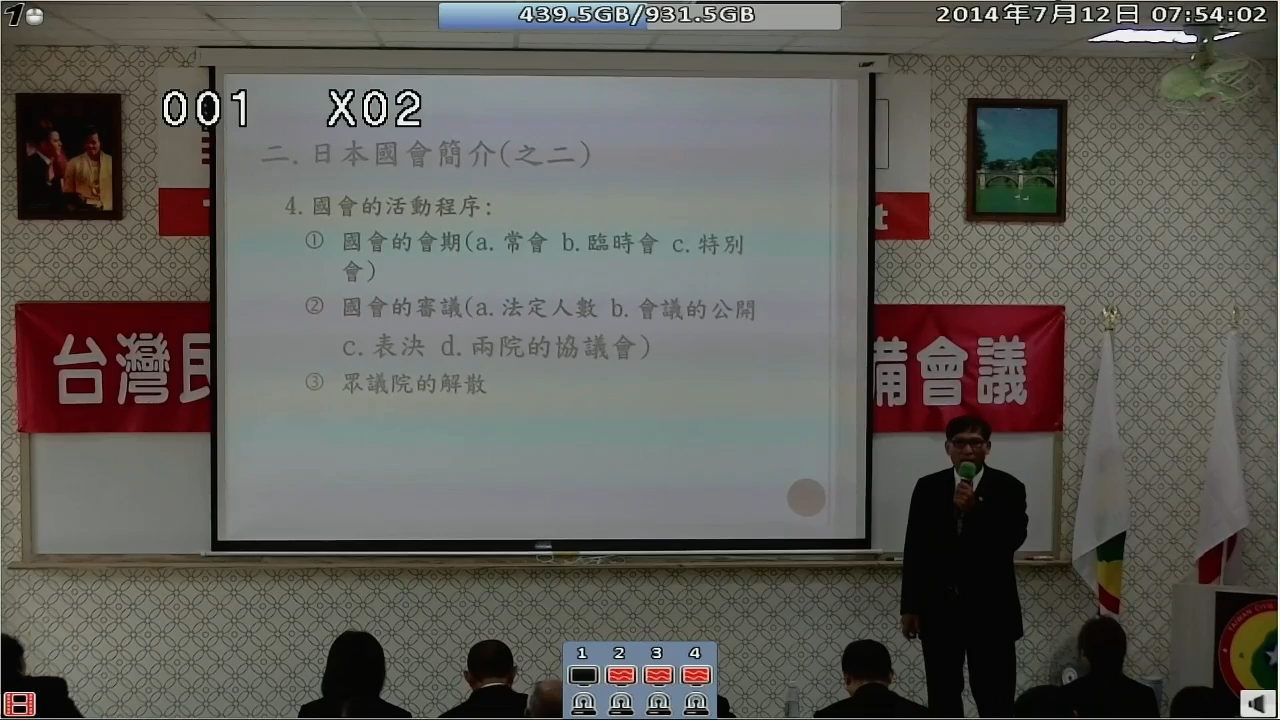 1
439.5GB/931.5GB
2014年7月12日 07:54:02
001 X02
二. 日本國會簡介(之二)
4. 國會的活動程序:
① 國會的會期(a. 常會 b. 臨時會 c. 特別
會)
② 國會的審議(a. 法定人數 b. 會議的公開
c. 表決 d. 兩院的協議會)
③ 眾議院的解散
t
台灣民
備會議
1 2 3 4
TAIWAN CIVIL